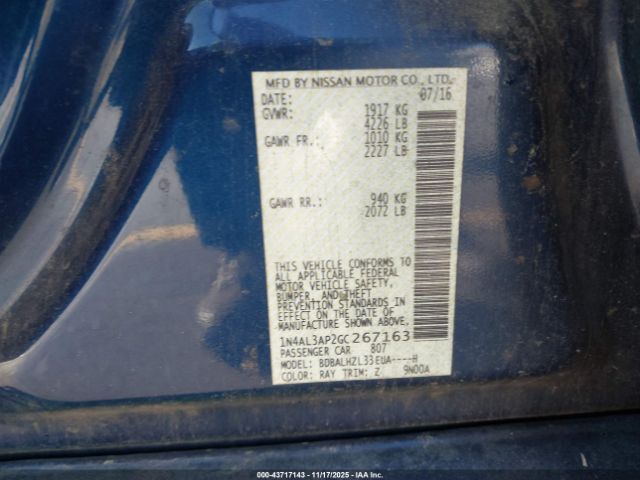 MFD BY NISSAN MOTOR CO., LTD.
DATE: 07/16
GVWR: 1917 KG
4226 LB
GAWR FR.: 1010 KG
2227 LB
GAWR RR.: 940 KG
2072 LB
THIS VEHICLE CONFORMS TO
ALL APPLICABLE FEDERAL
MOTOR VEHICLE SAFETY,
BUMPER, AND THEFT
PREVENTION STANDARDS IN
EFFECT ON THE DATE OF
MANUFACTURE SHOWN ABOVE.
1N4AL3AP2GC267163
PASSENGER CAR 807
MODEL: BDBALHZL33EUA----H
COLOR: RAY TRIM: Z 9N00A
000-43717143 - 11/17/2025 - IAAI.COM